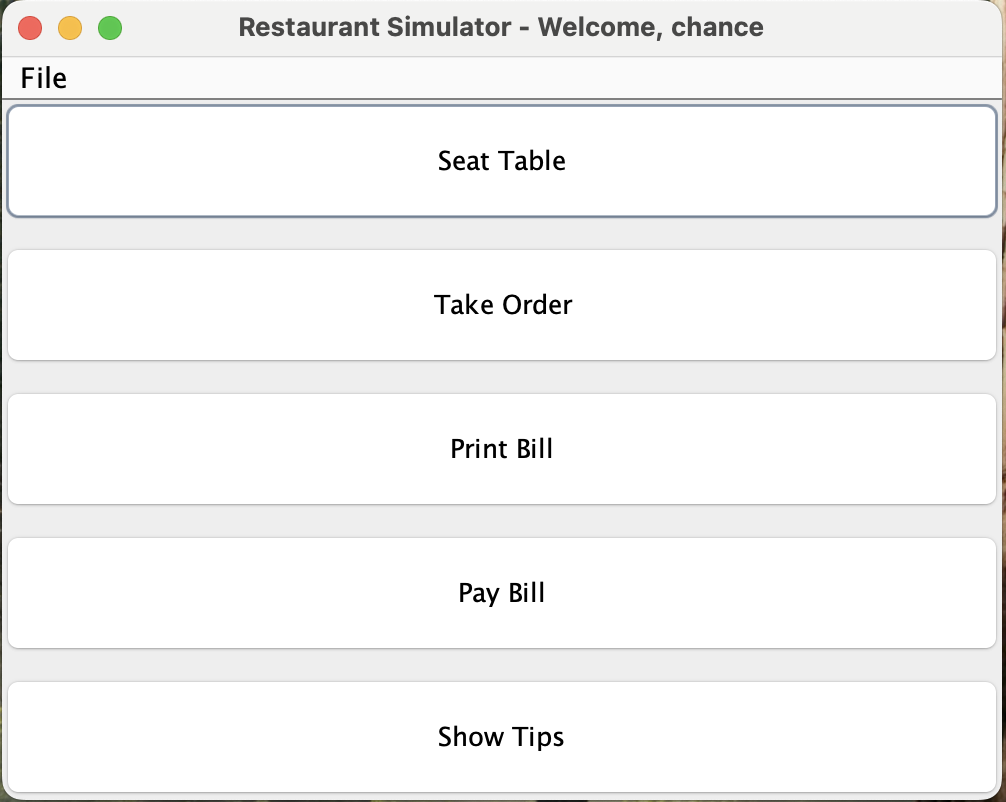 Restaurant Simulator - Welcome, chance
File
Seat Table
Take Order
Print Bill
Pay Bill
Show Tips